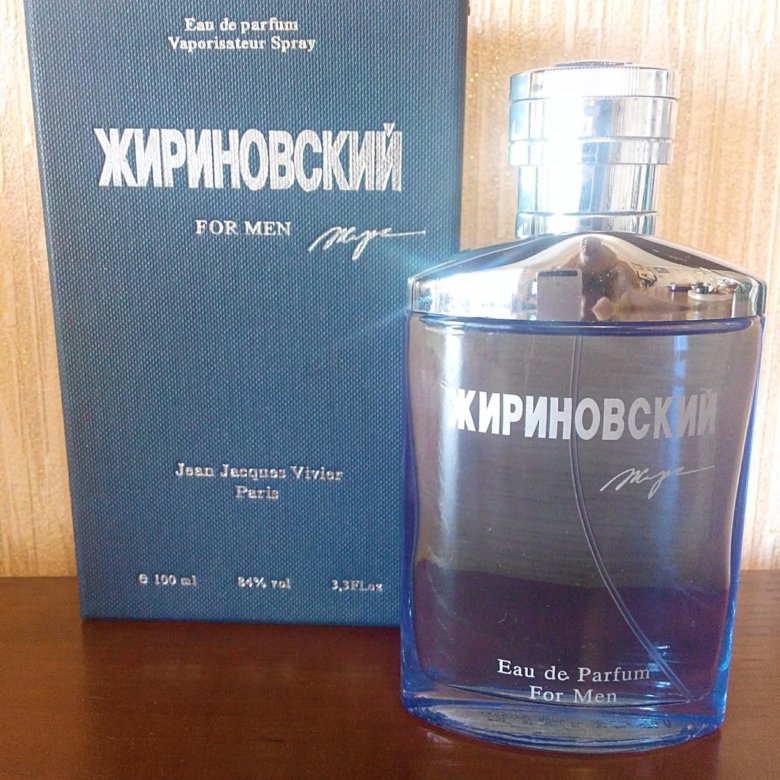 Eau de parfum
Vaporisateur Spray
ЖИРИНОВСКИЙ
FOR MEN
Jean Jacques Vivier
Paris
℮ 100 ml 84% vol 3,3Fl.ox
ЖИРИНОВСКИЙ
Eau de Parfum
For Men